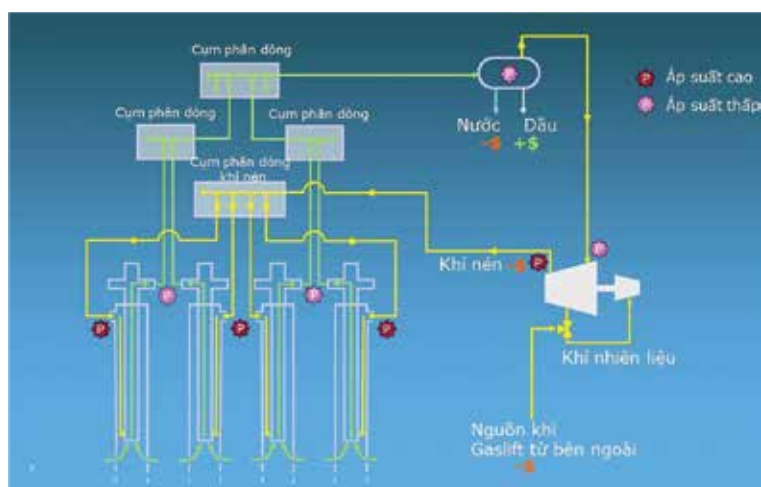 Cụm phân dòng
Cụm phân dòng
Cụm phân dòng
Cụm phân dòng
khí nén
P
Nước
Dầu
-$
+$
P
Áp suất cao
P
Áp suất thấp
Khí nén
-$
P
P
P
P
P
P
P
P
Khí nhiên liệu
Nguồn khí
Gaslift từ bên ngoài
-$